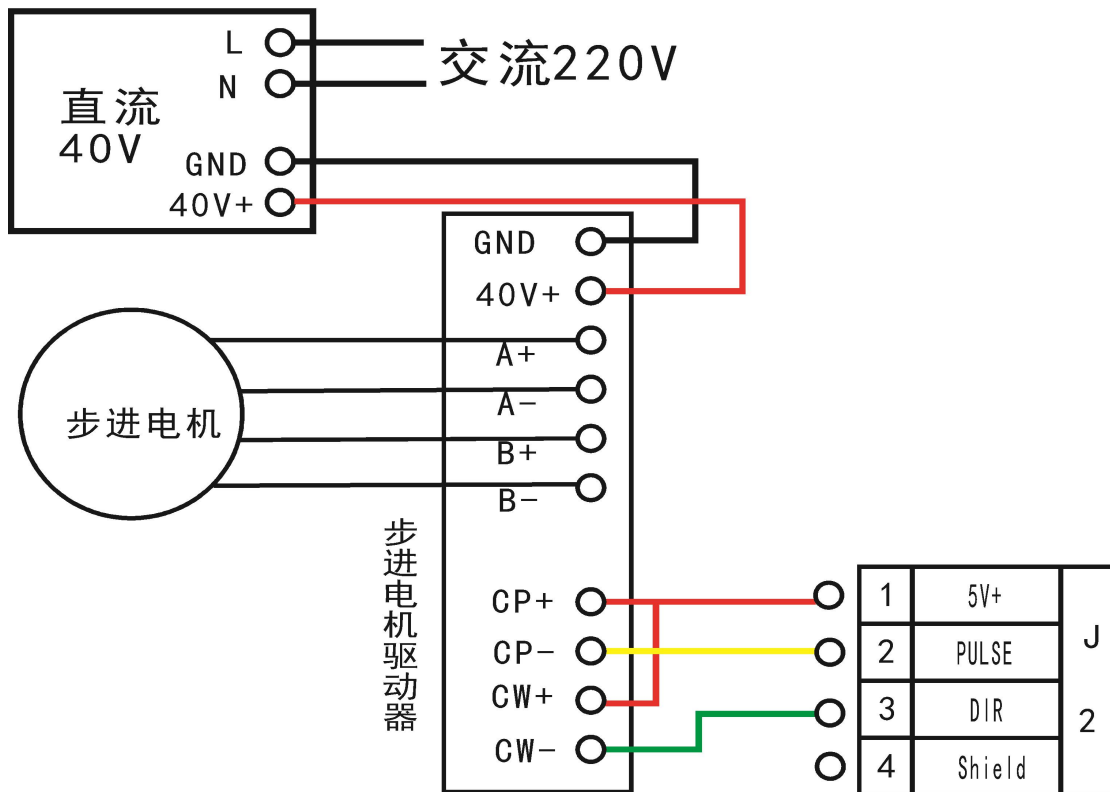 L
交流220V
N
直流
40V
GND
40V+
GND
40V+
A+
A-
步进电机
B+
B-
步进电机驱动器
CP+
CP-
CW+
CW-
1 5V+
2 PULSE
3 DIR
4 Shield
J
2